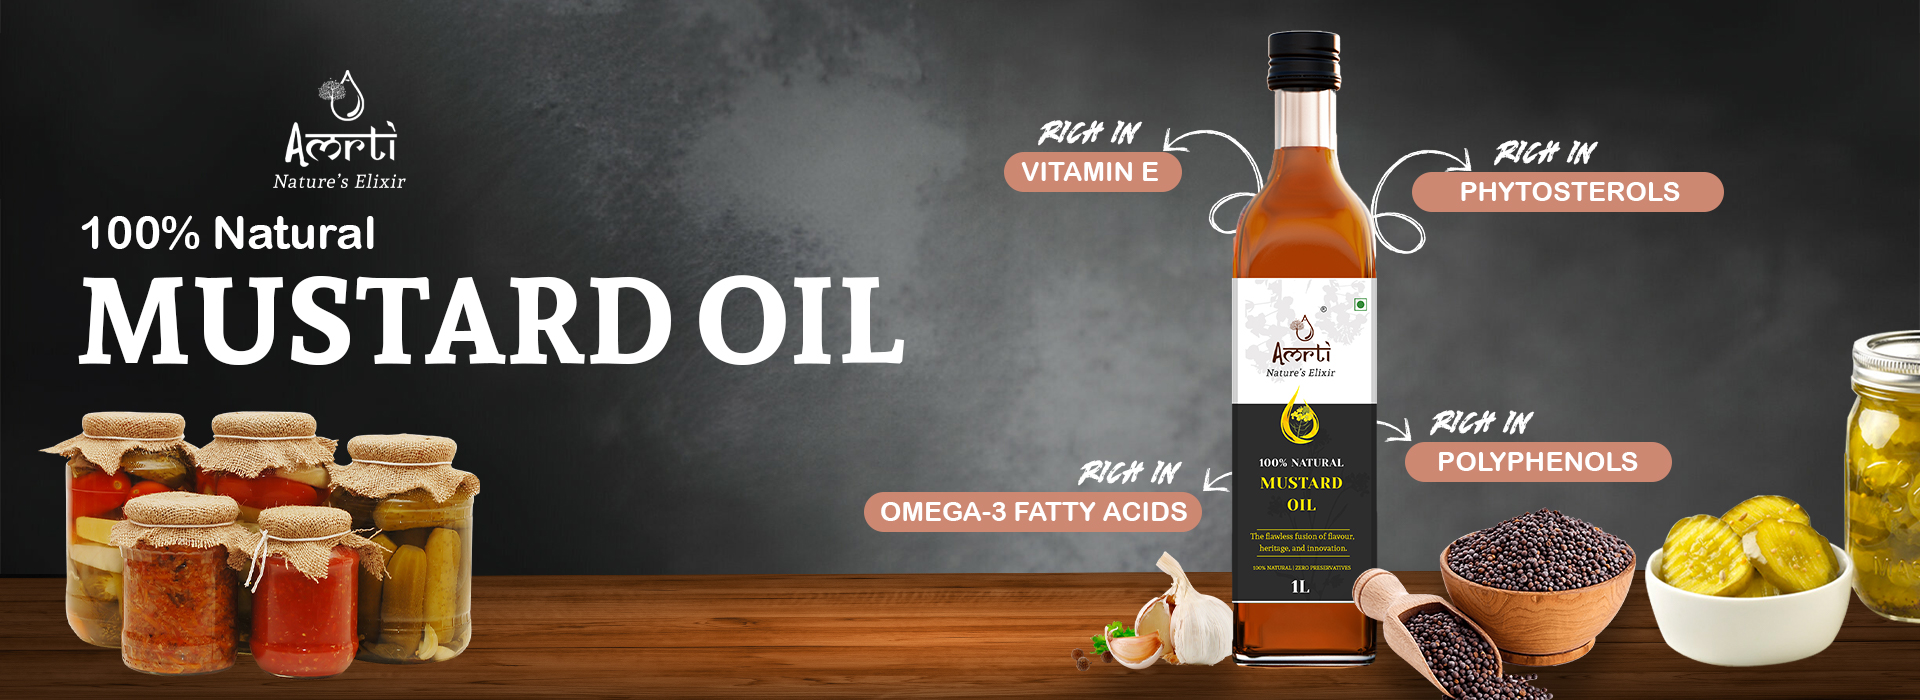 Amrti
Nature's Elixir
100% Natural
MUSTARD OIL
RICH IN
VITAMIN E
RICH IN
PHYTOSTEROLS
RICH IN
POLYPHENOLS
RICH IN
OMEGA-3 FATTY ACIDS
®
Amrti
Nature's Elixir
100% NATURAL
MUSTARD
OIL
The flawless fusion of flavour,
heritage, and innovation.
100% NATURAL | ZERO PRESERVATIVES
1L